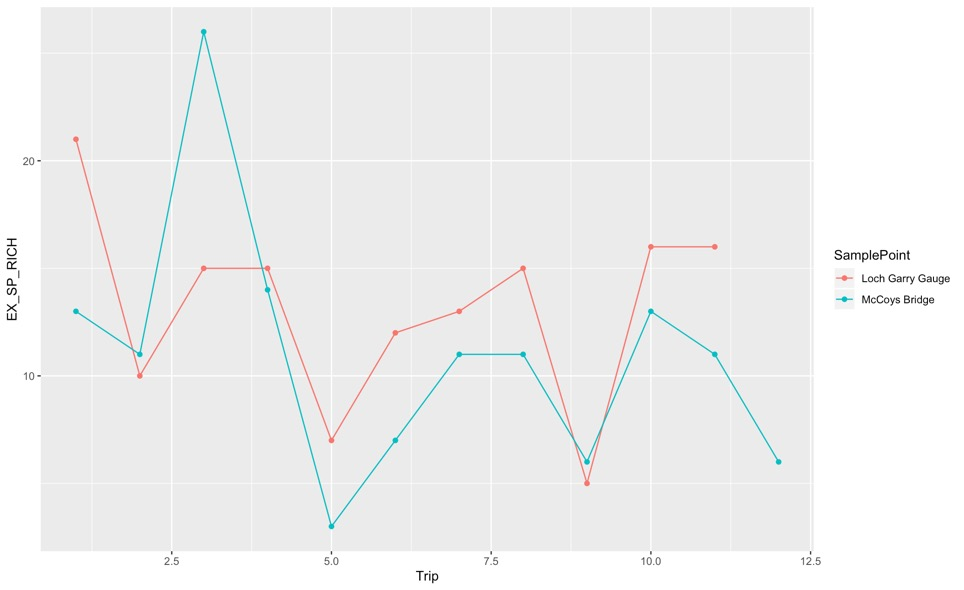 EX_SP_RICH
20
10
2.5
5.0
7.5
10.0
12.5
Trip
SamplePoint
Loch Garry Gauge
McCoys Bridge